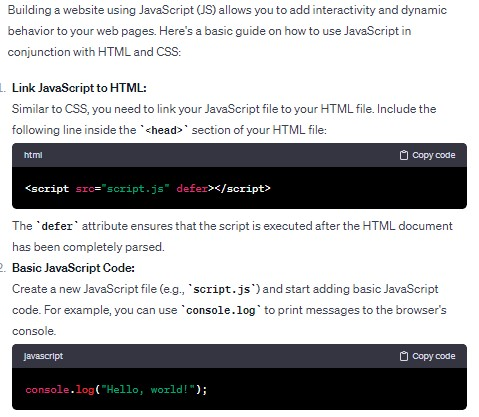 Building a website using JavaScript (JS) allows you to add interactivity and dynamic
behavior to your web pages. Here's a basic guide on how to use JavaScript in
conjunction with HTML and CSS:
1. Link JavaScript to HTML:
Similar to CSS, you need to link your JavaScript file to your HTML file. Include the
following line inside the `<head>` section of your HTML file:
html Copy code
<script src="script.js" defer></script>
The `defer` attribute ensures that the script is executed after the HTML document
has been completely parsed.
2. Basic JavaScript Code:
Create a new JavaScript file (e.g., `script.js`) and start adding basic JavaScript
code. For example, you can use `console.log` to print messages to the browser's
console.
javascript Copy code
console.log("Hello, world!");